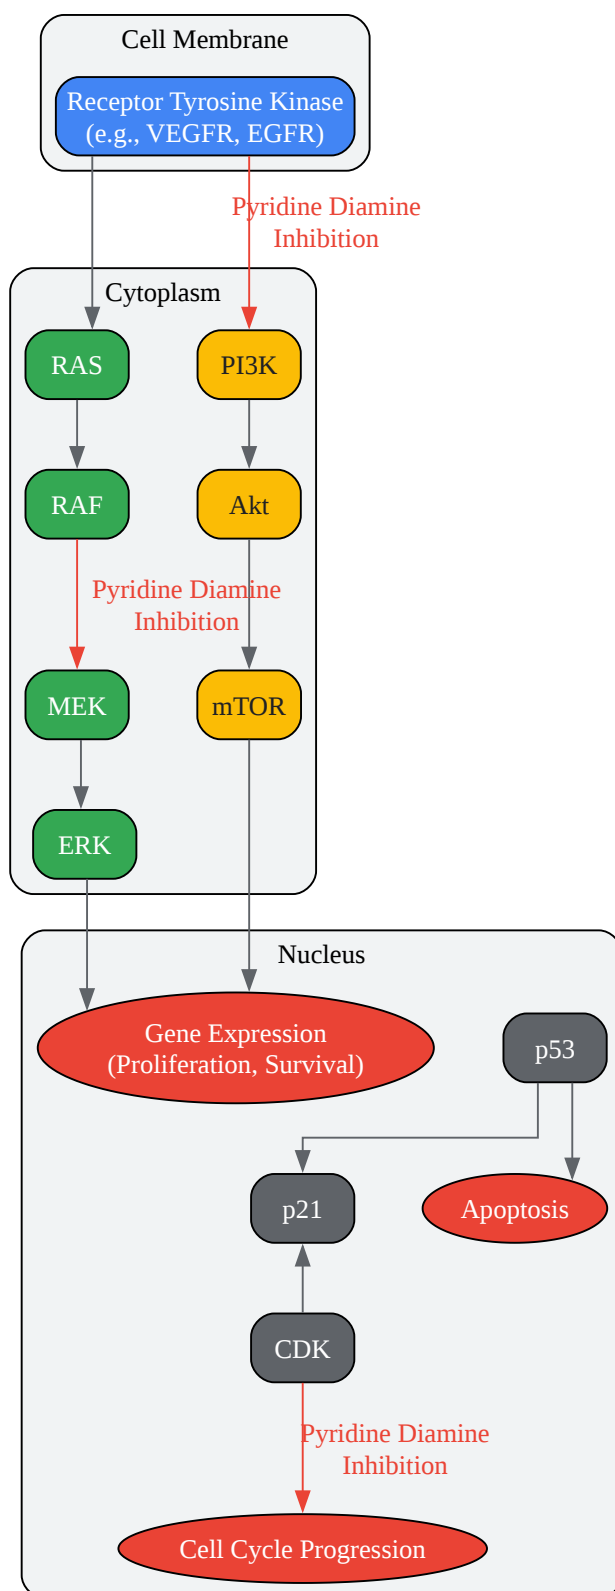 Cell Membrane
Receptor Tyrosine Kinase
(e.g., VEGFR, EGFR)
Pyridine Diamine
Inhibition
Cytoplasm
RAS
PI3K
RAF
Akt
Pyridine Diamine
Inhibition
MEK
mTOR
ERK
Nucleus
Gene Expression
(Proliferation, Survival)
p53
p21
Apoptosis
CDK
Pyridine Diamine
Inhibition
Cell Cycle Progression